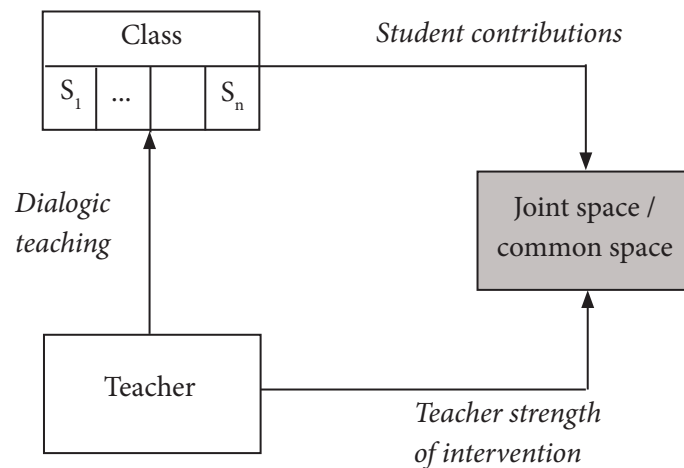 Class
Student contributions
S1 ... Sn
Dialogic
teaching
Joint space /
common space
Teacher
Teacher strength
of intervention